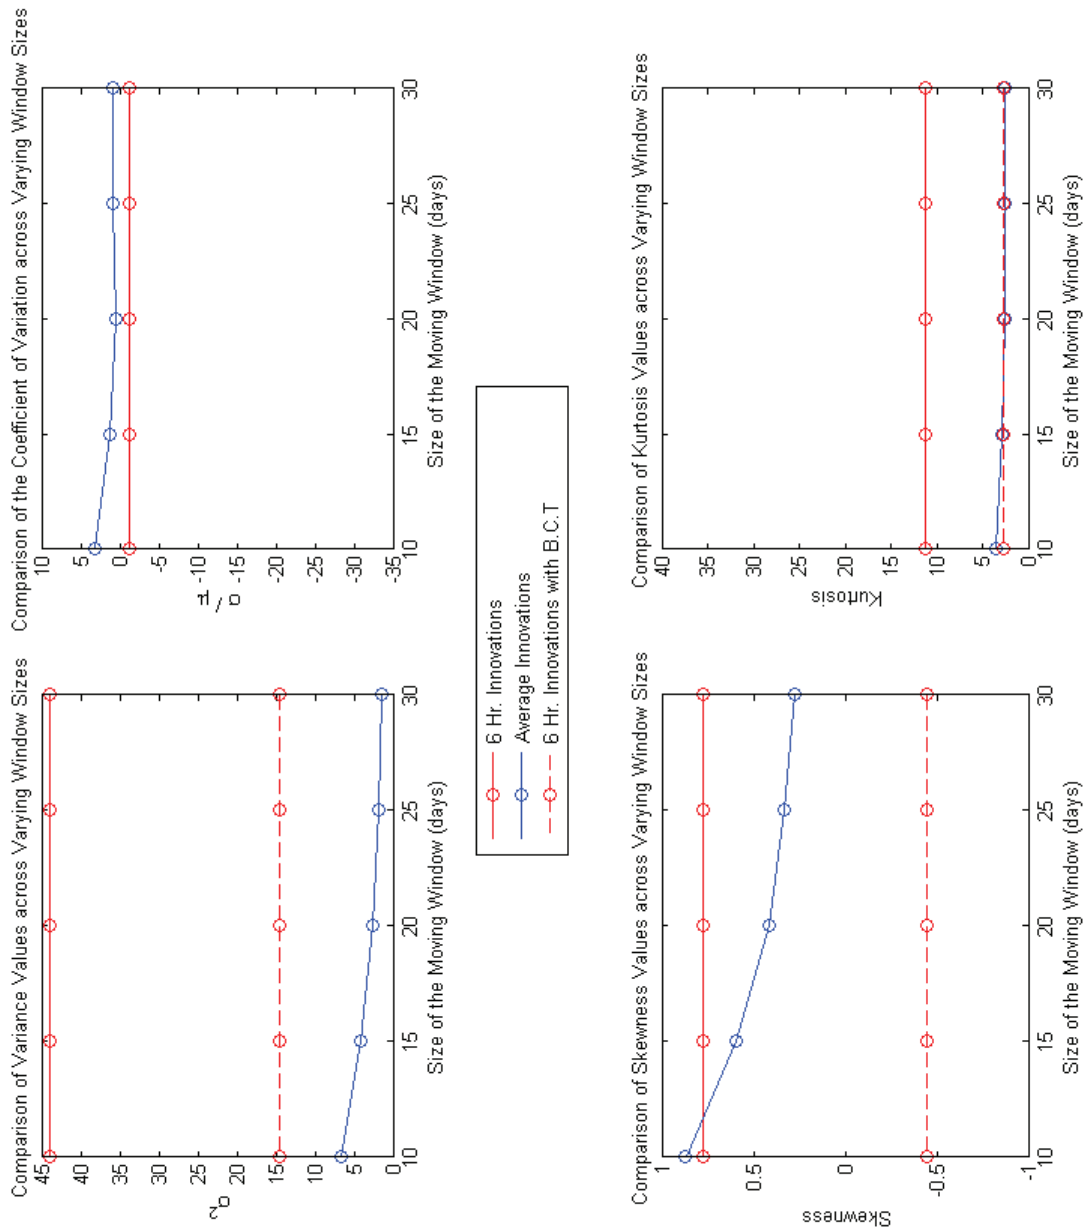 Comparison of Variance Values across Varying Window Sizes
45
40
35
30
25
20
15
10
5
0
σ²
10 15 20 25 30
Size of the Moving Window (days)
Comparison of the Coefficient of Variation across Varying Window Sizes
10
5
0
-5
-10
-15
-20
-25
-30
-35
σ / μ
10 15 20 25 30
Size of the Moving Window (days)
6 Hr. Innovations
Average Innovations
6 Hr. Innovations with B.C.T
Comparison of Skewness Values across Varying Window Sizes
1
0.5
0
-0.5
-1
Skewness
10 15 20 25 30
Size of the Moving Window (days)
Comparison of Kurtosis Values across Varying Window Sizes
40
35
30
25
20
15
10
5
0
Kurtosis
10 15 20 25 30
Size of the Moving Window (days)